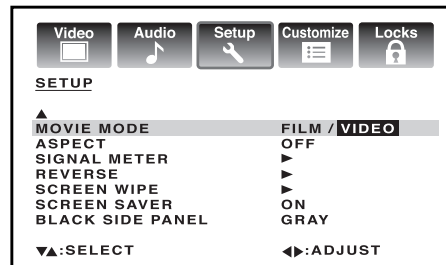 Video Audio Setup Customize Locks
SETUP
▲
MOVIE MODE FILM / VIDEO
ASPECT OFF
SIGNAL METER ►
REVERSE ►
SCREEN WIPE ►
SCREEN SAVER ON
BLACK SIDE PANEL GRAY
▼▲:SELECT ◄►:ADJUST